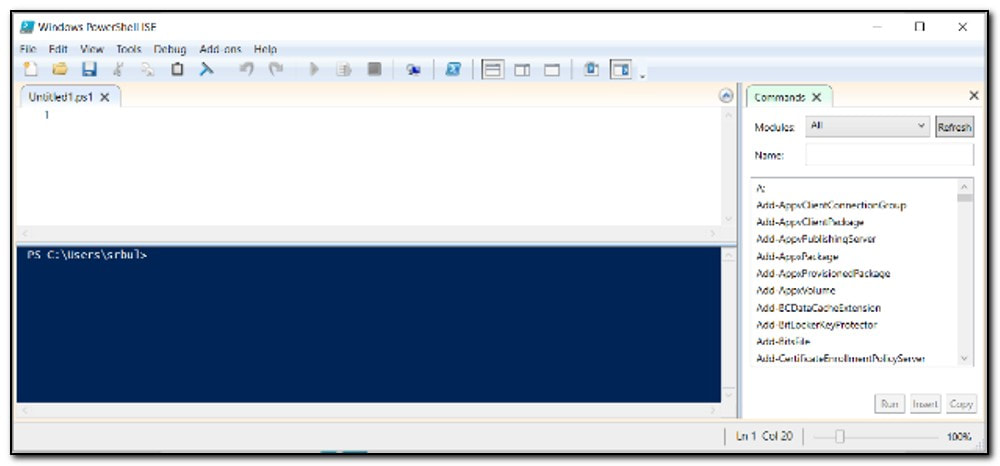 Windows PowerShell ISE
File Edit View Tools Debug Add-ons Help
Untitled1.ps1
1
PS C:\Users\srbul>
Commands
Modules: All Refresh
Name:
A:
Add-AppvClientConnectionGroup
Add-AppvClientPackage
Add-AppvPublishingServer
Add-AppxPackage
Add-AppxProvisionedPackage
Add-AppxVolume
Add-BCDataCacheExtension
Add-BitLockerKeyProtector
Add-BitsFile
Add-CertificateEnrollmentPolicyServer
Run Insert Copy
Ln 1 Col 20 100%